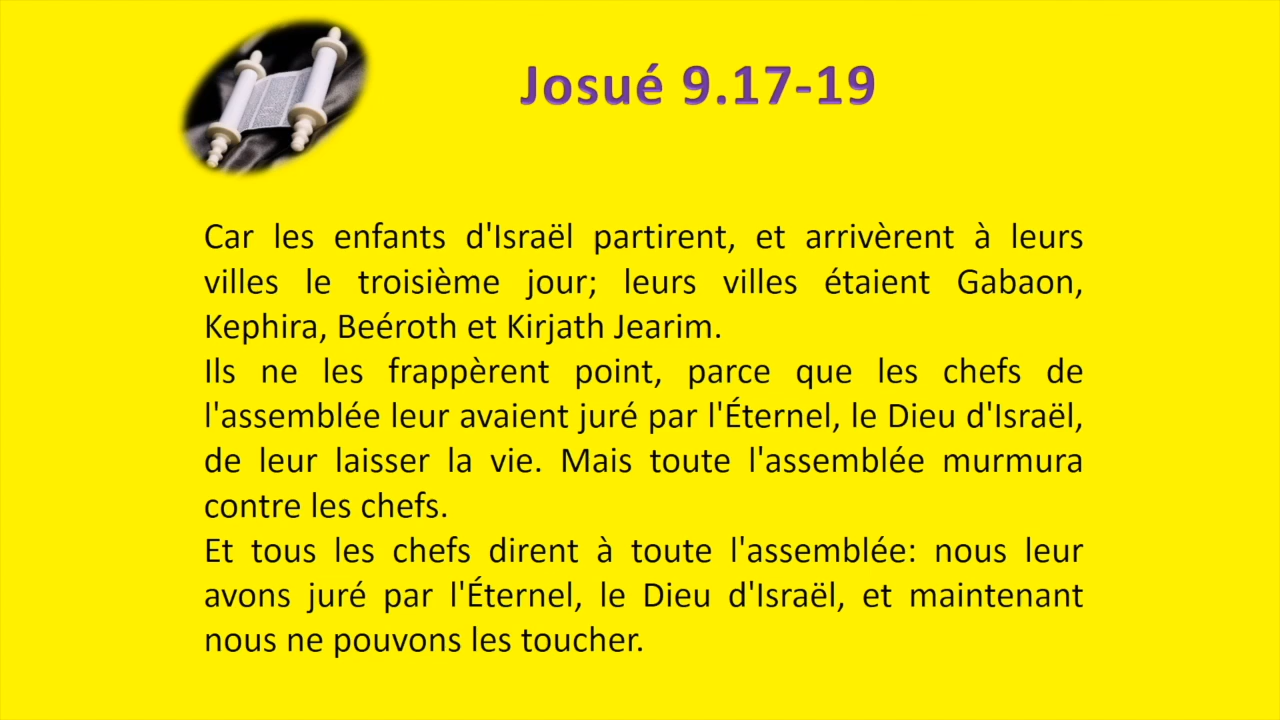 Josué 9.17-19
Car les enfants d'Israël partirent, et arrivèrent à leurs
villes le troisième jour; leurs villes étaient Gabaon,
Kephira, Beéroth et Kirjath Jearim.
Ils ne les frappèrent point, parce que les chefs de
l'assemblée leur avaient juré par l'Éternel, le Dieu d'Israël,
de leur laisser la vie. Mais toute l'assemblée murmura
contre les chefs.
Et tous les chefs dirent à toute l'assemblée: nous leur
avons juré par l'Éternel, le Dieu d'Israël, et maintenant
nous ne pouvons les toucher.